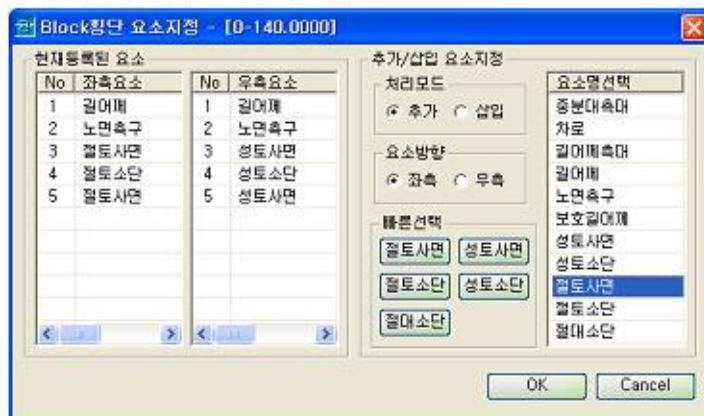 Block횡단 요소지정 - [0-140.0000]
현재등록된 요소
No 좌측요소
1 길어깨
2 노면측구
3 절토사면
4 절토소단
5 절토사면
No 우측요소
1 길어깨
2 노면측구
3 성토사면
4 성토소단
5 성토사면
추가/삽입 요소지정
처리모드
추가 삽입
요소방향
좌측 우측
빠른선택
절토사면 성토사면
절토소단 성토소단
절대소단
요소명선택
중분대측대
차로
길어깨측대
길어깨
노면측구
보호길어깨
성토사면
성토소단
절토사면
절토소단
절대소단
OK Cancel